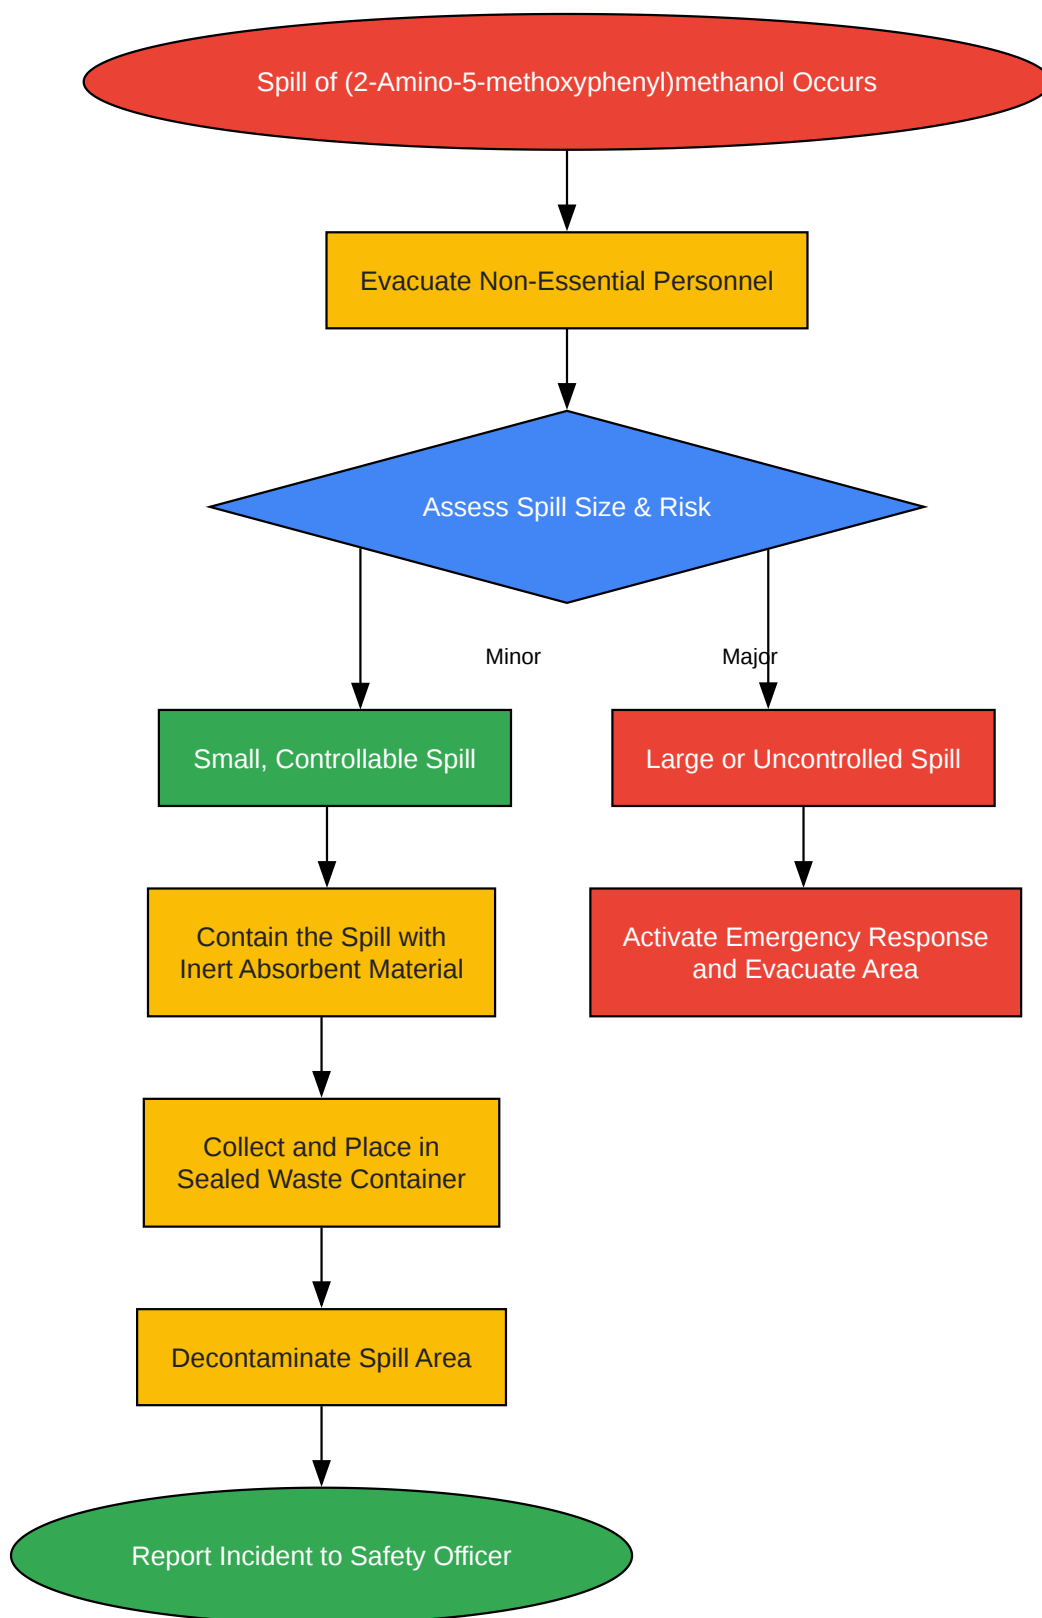 Spill of (2-Amino-5-methoxyphenyl)methanol Occurs
Evacuate Non-Essential Personnel
Assess Spill Size & Risk
Minor
Major
Small, Controllable Spill
Large or Uncontrolled Spill
Contain the Spill with
Inert Absorbent Material
Activate Emergency Response
and Evacuate Area
Collect and Place in
Sealed Waste Container
Decontaminate Spill Area
Report Incident to Safety Officer